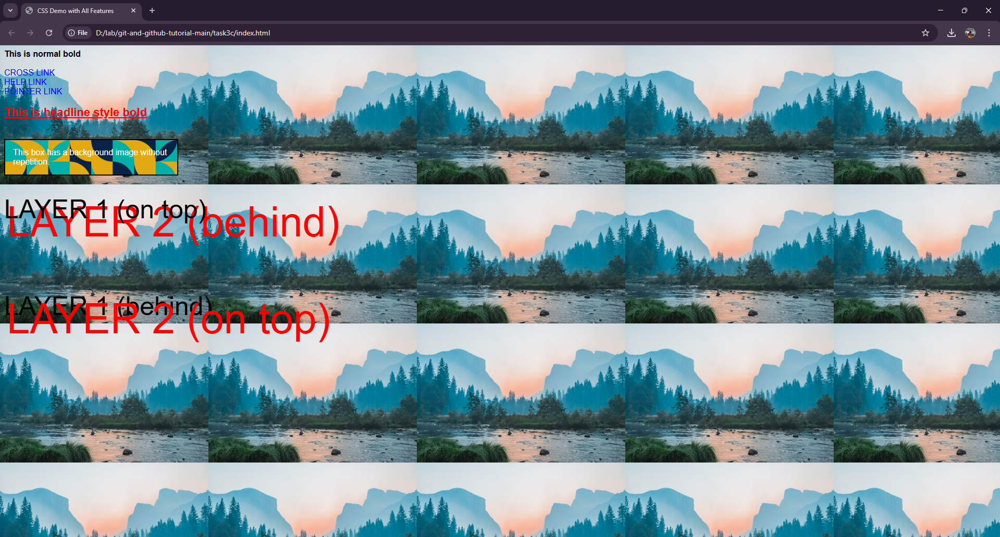 CSS Demo with All Features
File
D:/lab/git-and-github-tutorial-main/task3c/index.html
This is normal bold
CROSS LINK
HELP LINK
POINTER LINK
This is headline style bold
This box has a background image without
repetition.
LAYER 1 (on top)
LAYER 2 (behind)
LAYER 1 (behind)
LAYER 2 (on top)